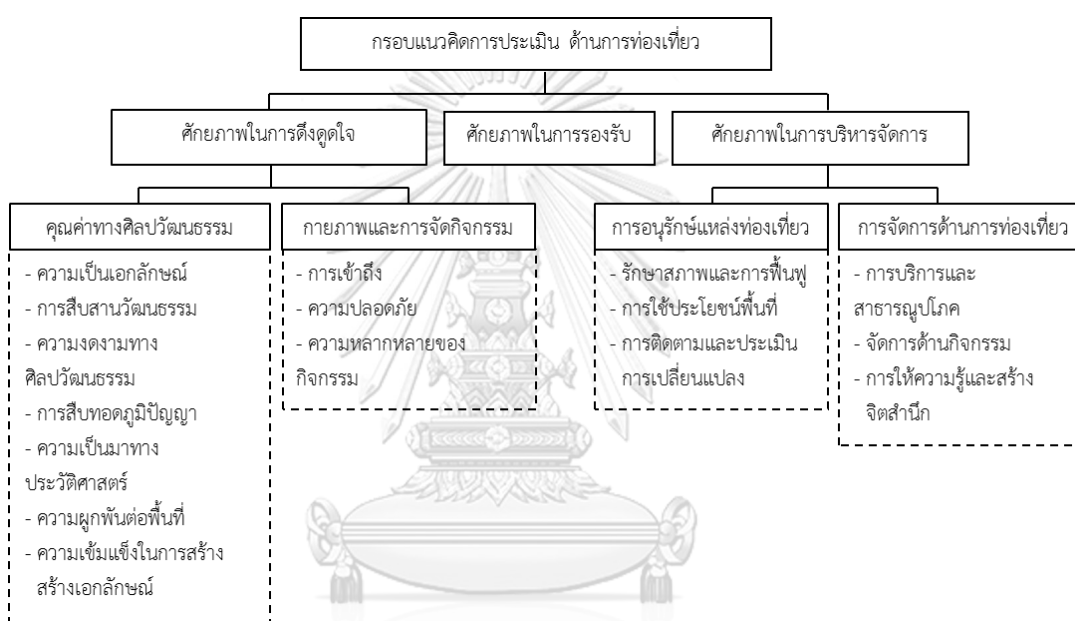 กรอบแนวคิดการประเมิน ด้านการท่องเที่ยว
ศักยภาพในการดึงดูดใจ
ศักยภาพในการรองรับ
ศักยภาพในการบริหารจัดการ
คุณค่าทางศิลปวัฒนธรรม
- ความเป็นเอกลักษณ์
- การสืบสานวัฒนธรรม
- ความงดงามทาง
ศิลปวัฒนธรรม
- การสืบทอดภูมิปัญญา
- ความเป็นมาทาง
ประวัติศาสตร์
- ความผูกพันต่อพื้นที่
- ความเข้มแข็งในการสร้าง
สร้างเอกลักษณ์
กายภาพและการจัดกิจกรรม
- การเข้าถึง
- ความปลอดภัย
- ความหลากหลายของ
กิจกรรม
การอนุรักษ์แหล่งท่องเที่ยว
- รักษาสภาพและการฟื้นฟู
- การใช้ประโยชน์พื้นที่
- การติดตามและประเมิน
การเปลี่ยนแปลง
การจัดการด้านการท่องเที่ยว
- การบริการและ
สาธารณูปโภค
- จัดการด้านกิจกรรม
- การให้ความรู้และสร้าง
จิตสำนึก